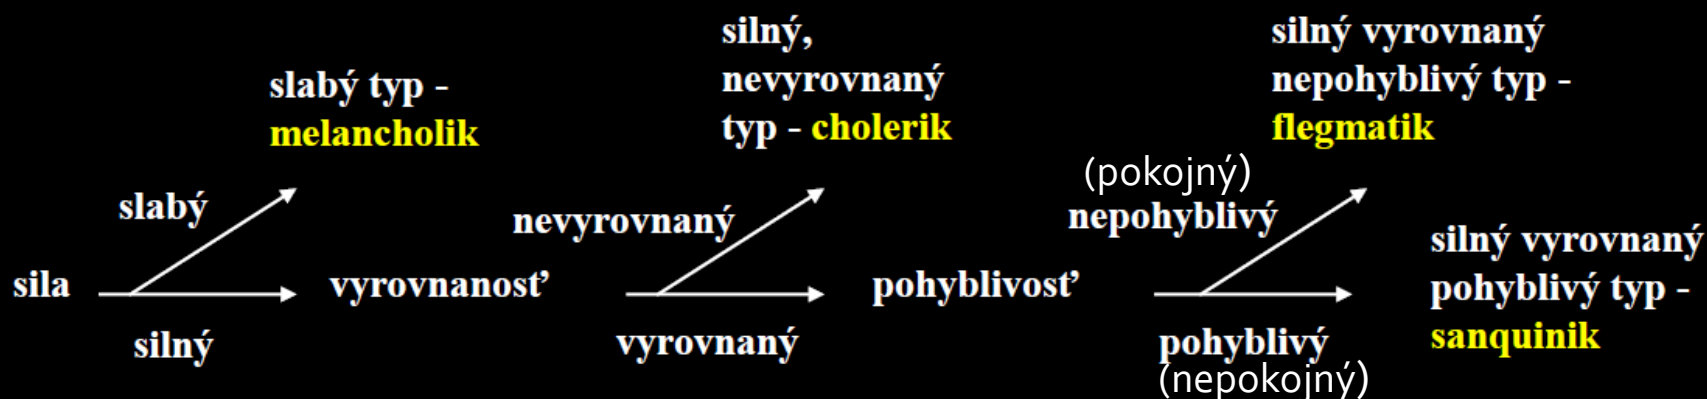 slabý typ -
melancholik
silný,
nevyrovnaný
typ - cholerik
silný vyrovnaný
nepohyblivý typ -
flegmatik
slabý
nevyrovnaný
(pokojný)
nepohyblivý
sila
vyrovnanosť
pohyblivosť
silný vyrovnaný
pohyblivý typ -
sanquinik
silný
vyrovnaný
pohyblivý
(nepokojný)